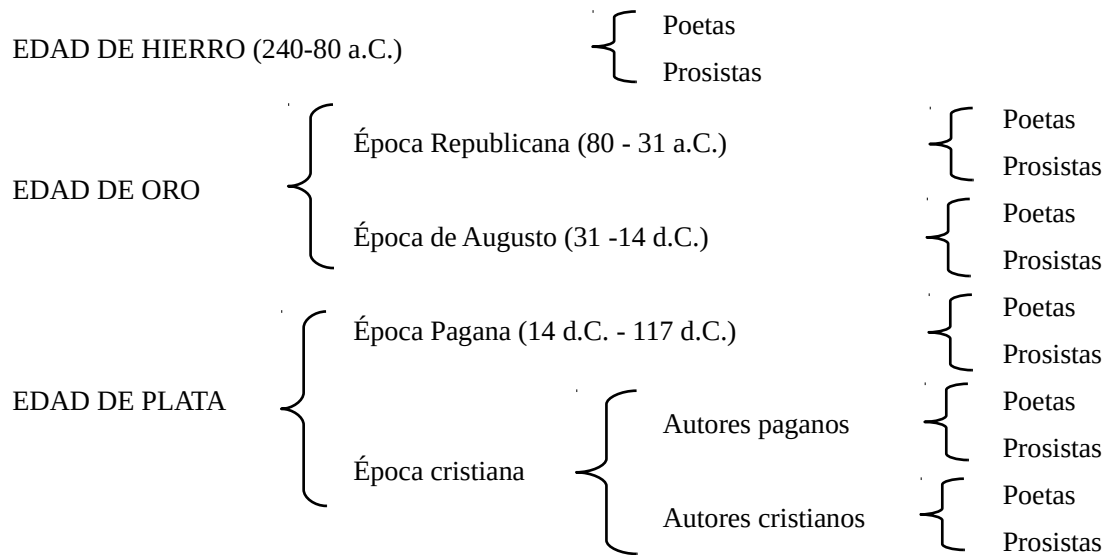 EDAD DE HIERRO (240-80 a.C.)
Poetas
Prosistas
EDAD DE ORO
Época Republicana (80 - 31 a.C.)
Poetas
Prosistas
Época de Augusto (31 -14 d.C.)
Poetas
Prosistas
EDAD DE PLATA
Época Pagana (14 d.C. - 117 d.C.)
Poetas
Prosistas
Época cristiana
Autores paganos
Poetas
Prosistas
Autores cristianos
Poetas
Prosistas